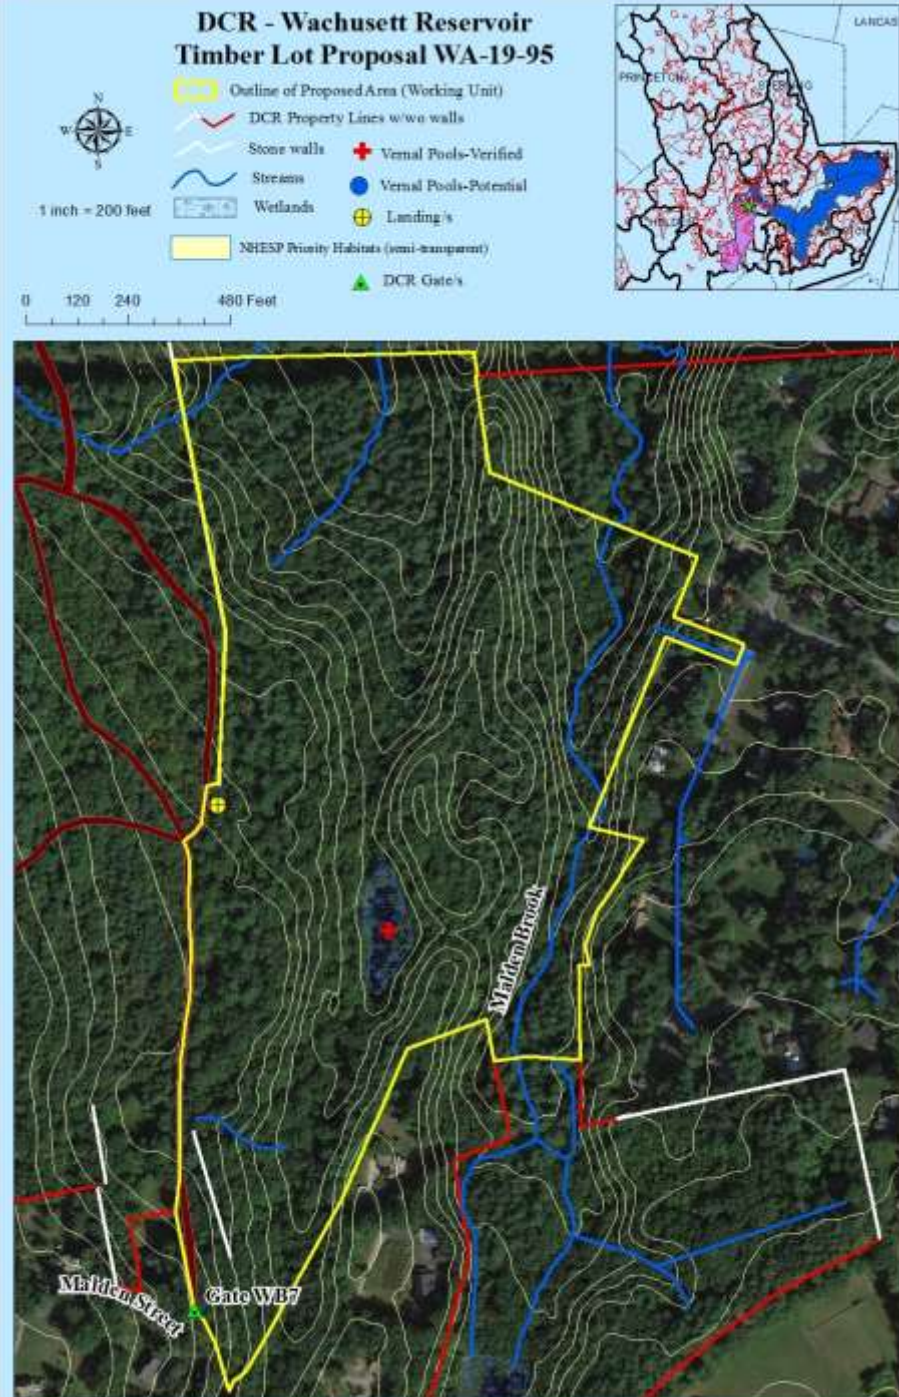 DCR - Wachusett Reservoir
Timber Lot Proposal WA-19-95
Outline of Proposed Area (Working Unit)
DCR Property Lines w/wo walls
Stone walls
Streams
Wetlands
NHESP Priority Habitats (semi-transparent)
Vernal Pools-Verified
Vernal Pools-Potential
Landing/s
DCR Gate/s
N
W E
S
1 inch = 200 feet
0 120 240 480 Feet
LANCAS
PRINCETON
Malden Brook
Gate WB7
Malden Street